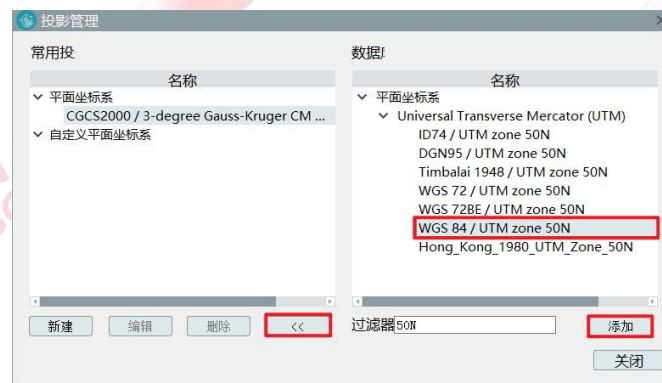 投影管理
常用投
名称
平面坐标系
CGCS2000 / 3-degree Gauss-Kruger CM ...
自定义平面坐标系
新建
编辑
删除
<<
数据库
名称
平面坐标系
Universal Transverse Mercator (UTM)
ID74 / UTM zone 50N
DGN95 / UTM zone 50N
Timbalai 1948 / UTM zone 50N
WGS 72 / UTM zone 50N
WGS 72BE / UTM zone 50N
WGS 84 / UTM zone 50N
Hong_Kong_1980_UTM_Zone_50N
过滤器 50N
添加
关闭